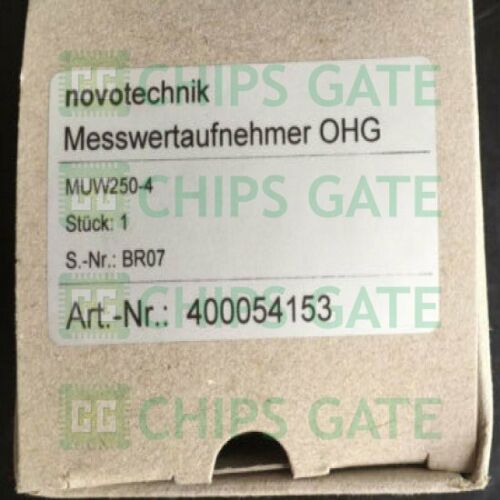 CHIPS GATE
novotechnik
Messwertaufnehmer OHG
MUW250-4
Stück: 1
CHIPS GATE
S.-Nr.: BR07
CHIPS GATE
Art.-Nr.: 400054153
CHIPS GATE